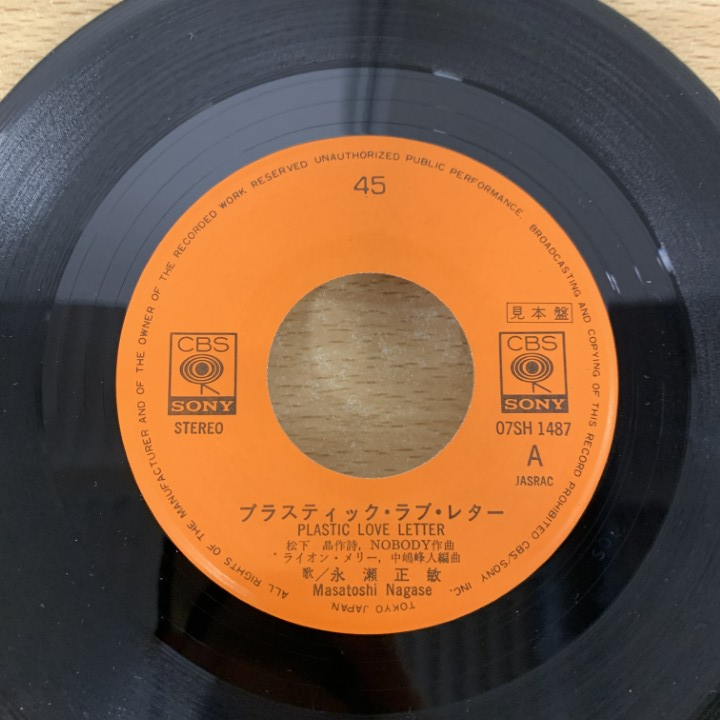 ALL RIGHTS OF THE MANUFACTURER AND OF THE OWNER OF THE RECORDED WORK RESERVED UNAUTHORIZED PUBLIC PERFORMANCE, BROADCASTING AND COPYING OF THIS RECORD PROHIBITED CBS/SONY INC. TOKYO JAPAN
45
見本盤
CBS
SONY
STEREO
CBS
SONY
07SH 1487
A
JASRAC
プラスティック・ラブ・レター
PLASTIC LOVE LETTER
松下 晶作詩, NOBODY作曲
ライオン・メリー, 中嶋峰人編曲
歌/永瀬正敏
Masatoshi Nagase